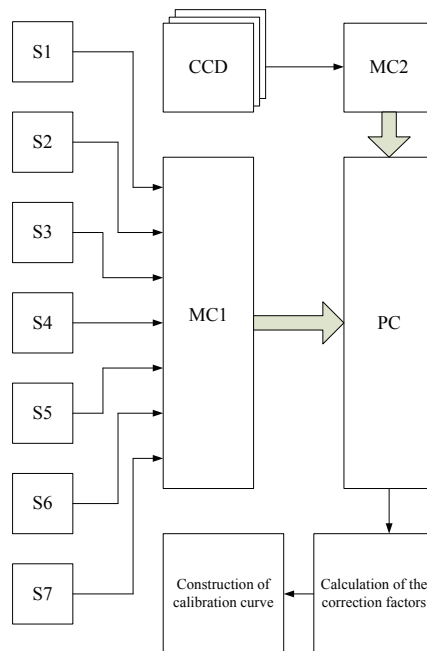 S1
CCD
MC2
S2
S3
S4
MC1
PC
S5
S6
S7
Construction of
calibration curve
Calculation of the
correction factors